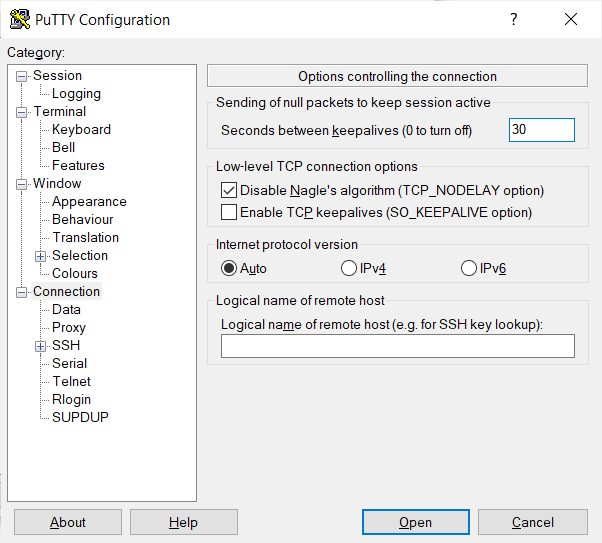 PuTTY Configuration
?
Category:
Session
Logging
Terminal
Keyboard
Bell
Features
Window
Appearance
Behaviour
Translation
Selection
Colours
Connection
Data
Proxy
SSH
Serial
Telnet
Rlogin
SUPDUP
Options controlling the connection
Sending of null packets to keep session active
Seconds between keepalives (0 to turn off) 30
Low-level TCP connection options
Disable Nagle's algorithm (TCP_NODELAY option)
Enable TCP keepalives (SO_KEEPALIVE option)
Internet protocol version
Auto IPv4 IPv6
Logical name of remote host
Logical name of remote host (e.g. for SSH key lookup):
About Help Open Cancel